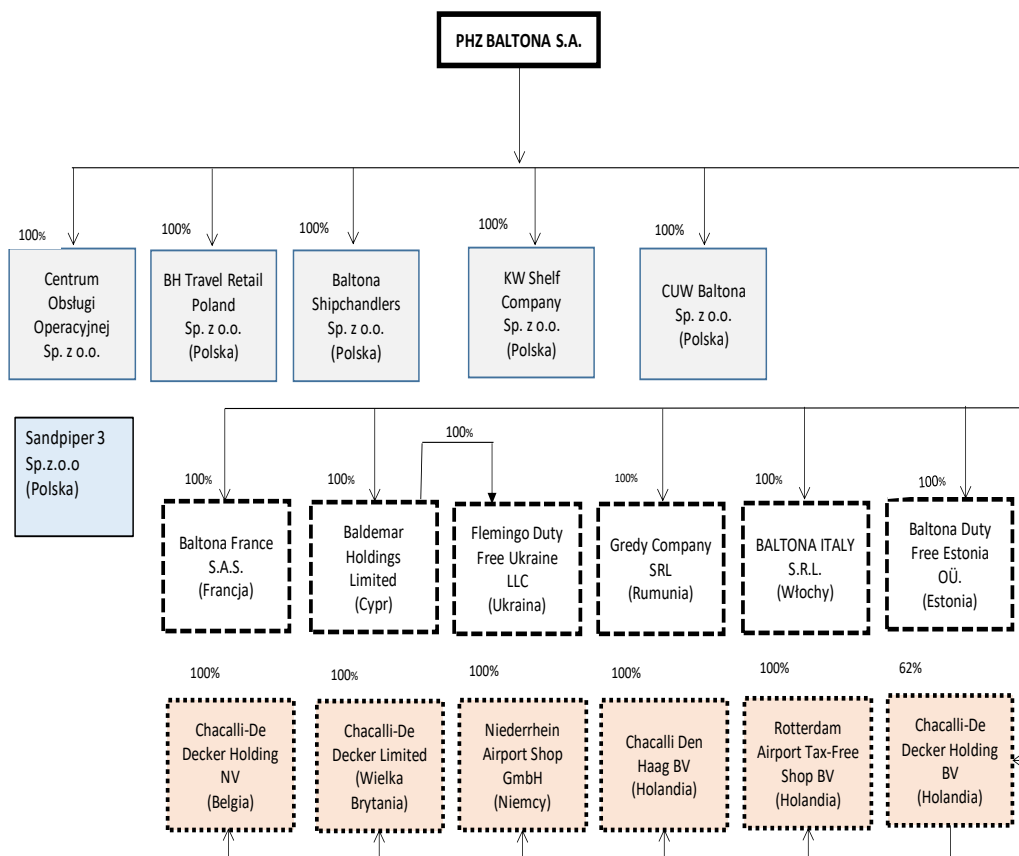 PHZ BALTONA S.A.
100%
100%
100%
100%
100%
Centrum
Obsługi
Operacyjnej
Sp. z o.o.
BH Travel Retail
Poland
Sp. z o.o.
(Polska)
Baltona
Shipchandlers
Sp. z o.o.
(Polska)
KW Shelf
Company
Sp. z o.o.
(Polska)
CUW Baltona
Sp. z o.o.
(Polska)
Sandpiper 3
Sp.z.o.o
(Polska)
100%
100%
100%
100%
100%
100%
Baltona France
S.A.S.
(Francja)
Baldemar
Holdings
Limited
(Cypr)
Flemingo Duty
Free Ukraine
LLC
(Ukraina)
Gredy Company
SRL
(Rumunia)
BALTONA ITALY
S.R.L.
(Włochy)
Baltona Duty
Free Estonia
OÜ.
(Estonia)
100%
100%
100%
100%
100%
62%
Chacalli-De
Decker Holding
NV
(Belgia)
Chacalli-De
Decker Limited
(Wielka
Brytania)
Niederrhein
Airport Shop
GmbH
(Niemcy)
Chacalli Den
Haag BV
(Holandia)
Rotterdam
Airport Tax-Free
Shop BV
(Holandia)
Chacalli-De
Decker Holding
BV
(Holandia)